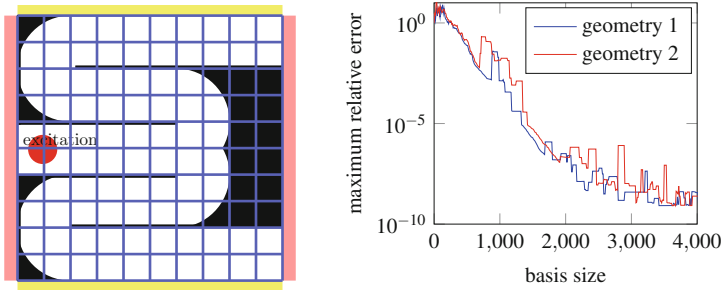 excitation
maximum relative error
10^0
10^−5
10^−10
geometry 1
geometry 2
0 1,000 2,000 3,000 4,000
basis size